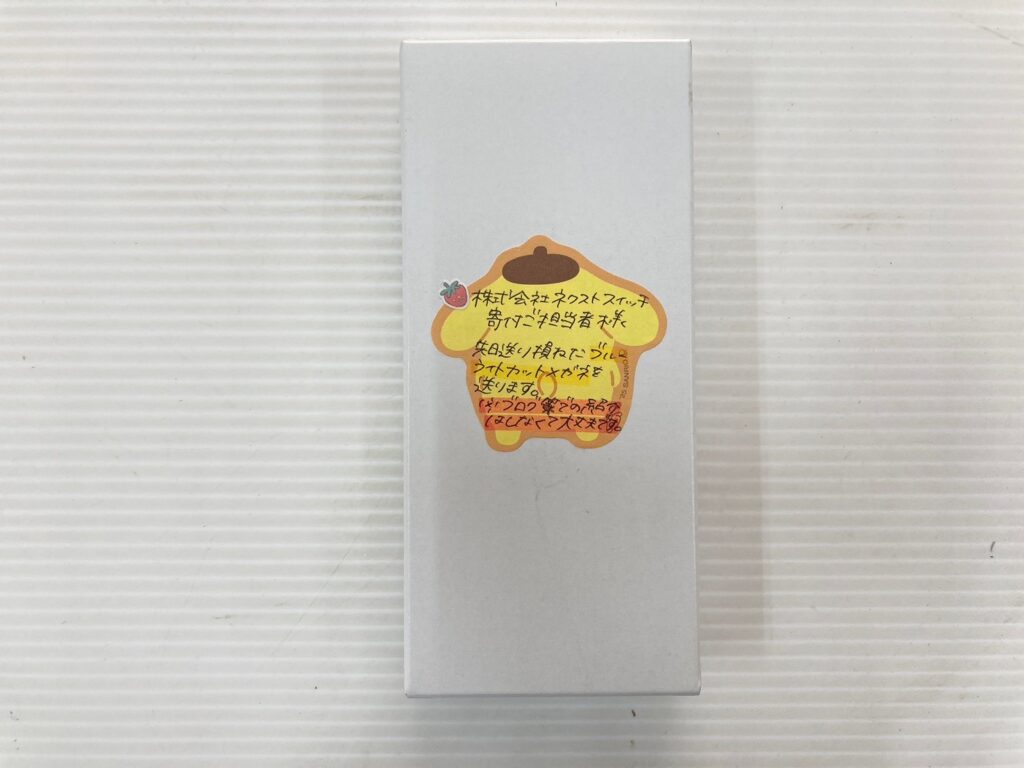 株式会社ネクストスイッチ
寄付ご担当者様
先日送り損ねたブルー
ライトカットメガネを
送ります。
ブログ等での紹介
はしなくて大丈夫です。
SANRIO